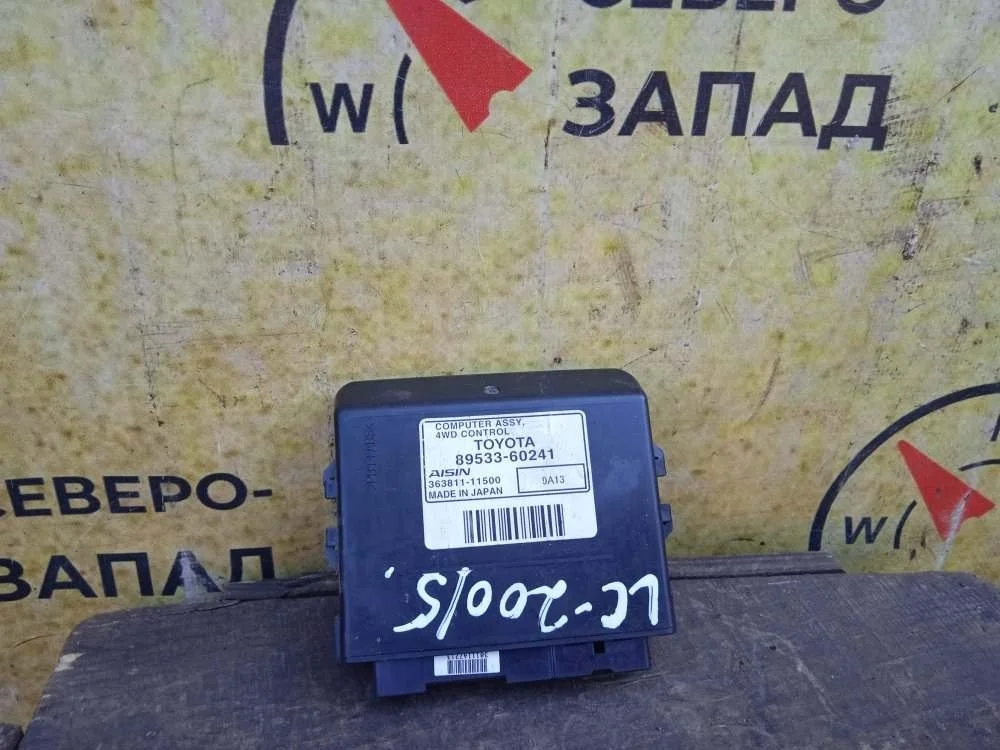 СЕВЕРО
ЗАПАД
W
COMPUTER ASSY,
4WD CONTROL
TOYOTA
89533-60241
AISIN
363811-11500
9A13
MADE IN JAPAN
СЕВЕРО-
ЗАПАД
W
LC-200/5.